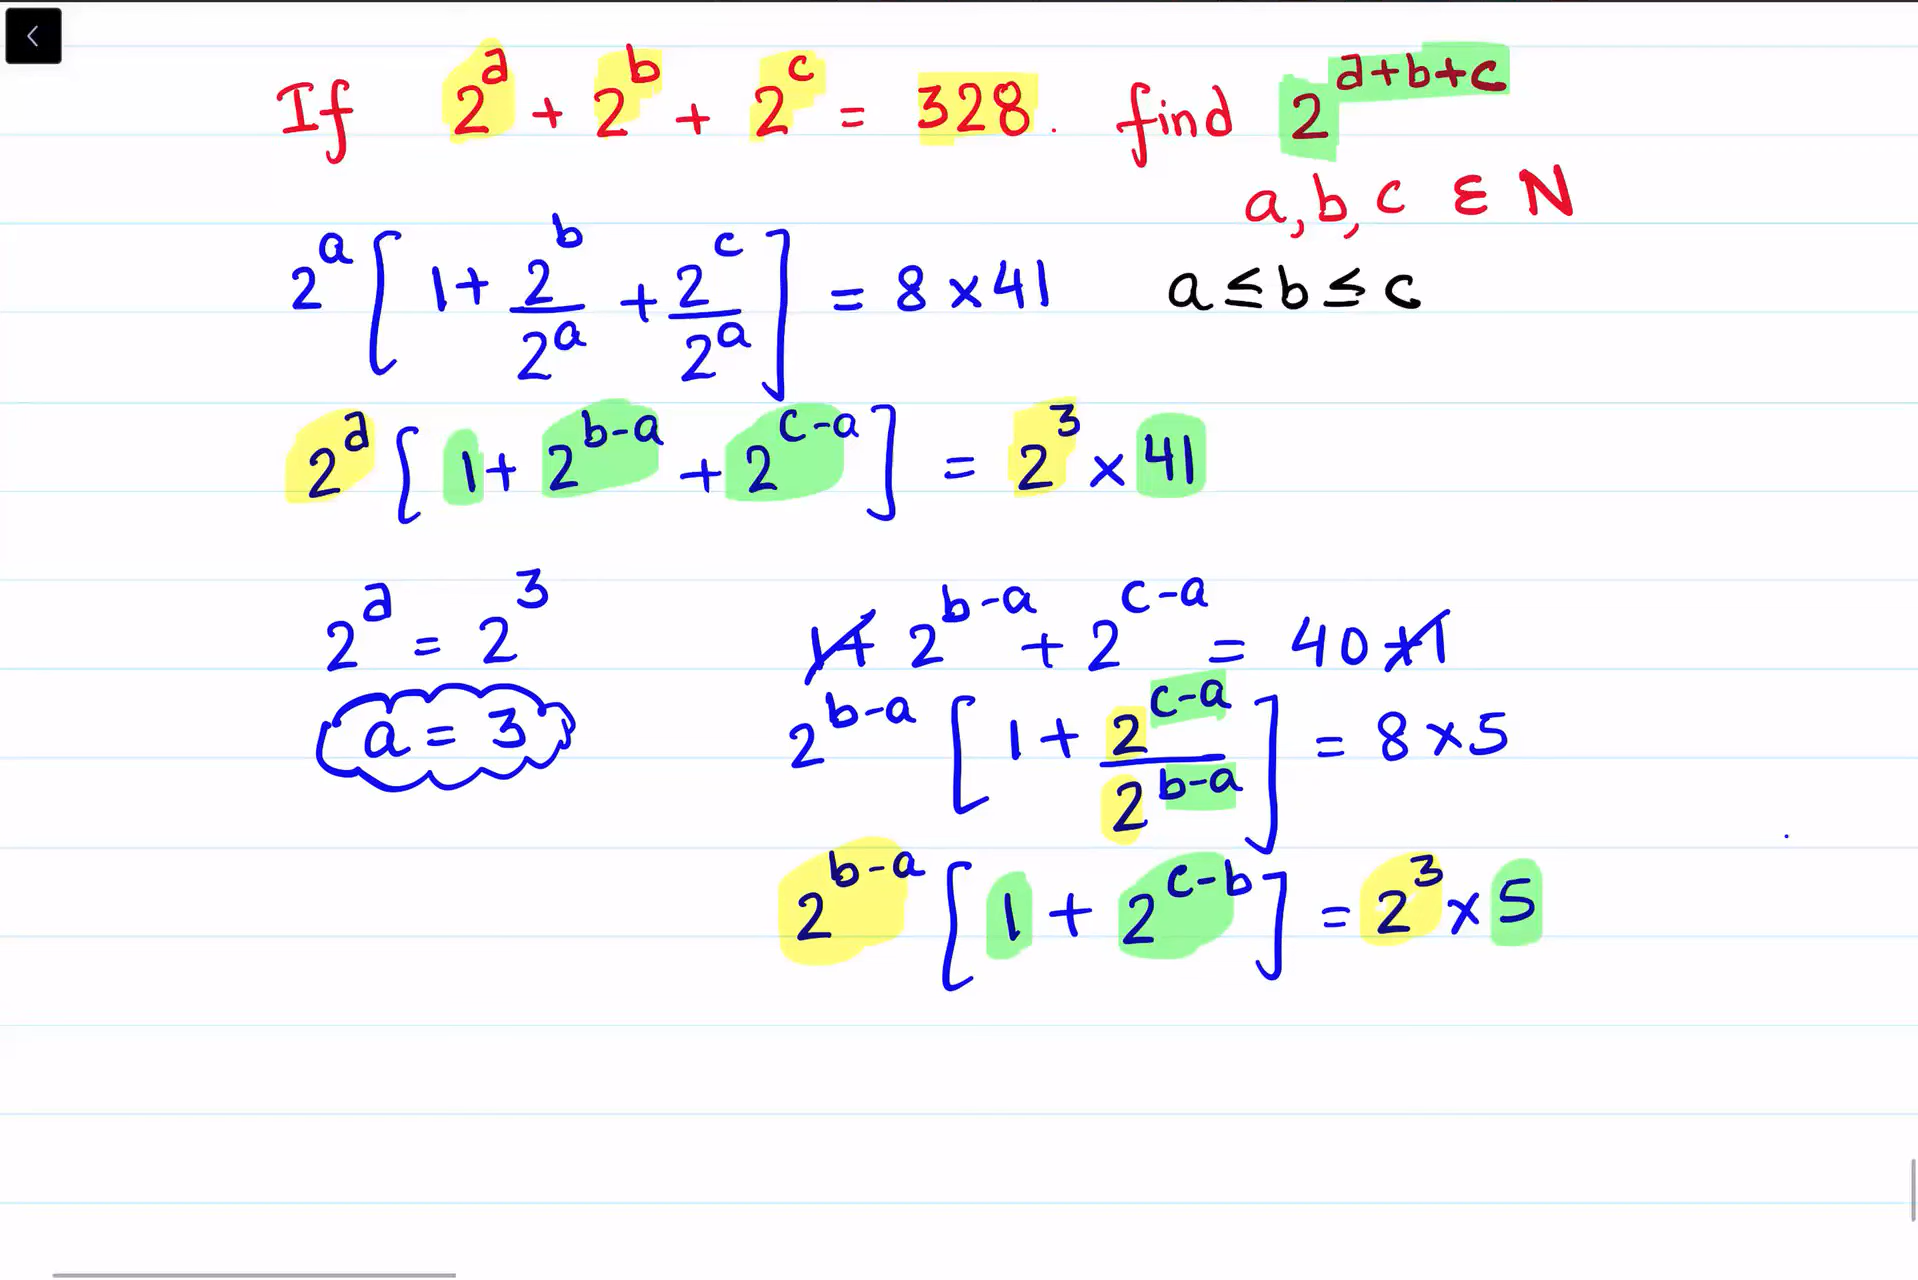 If 2^a + 2^b + 2^c = 328. find 2^(a+b+c)
a, b, c ε N
2^a [1 + 2^b/2^a + 2^c/2^a] = 8 × 41 a ≤ b ≤ c
2^a [1 + 2^(b-a) + 2^(c-a)] = 2^3 × 41
2^a = 2^3
a = 3
1+ 2^(b-a) + 2^(c-a) = 40 +1
2^(b-a) [1 + 2^(c-a)/2^(b-a)] = 8 × 5
2^(b-a) [1 + 2^(c-b)] = 2^3 × 5